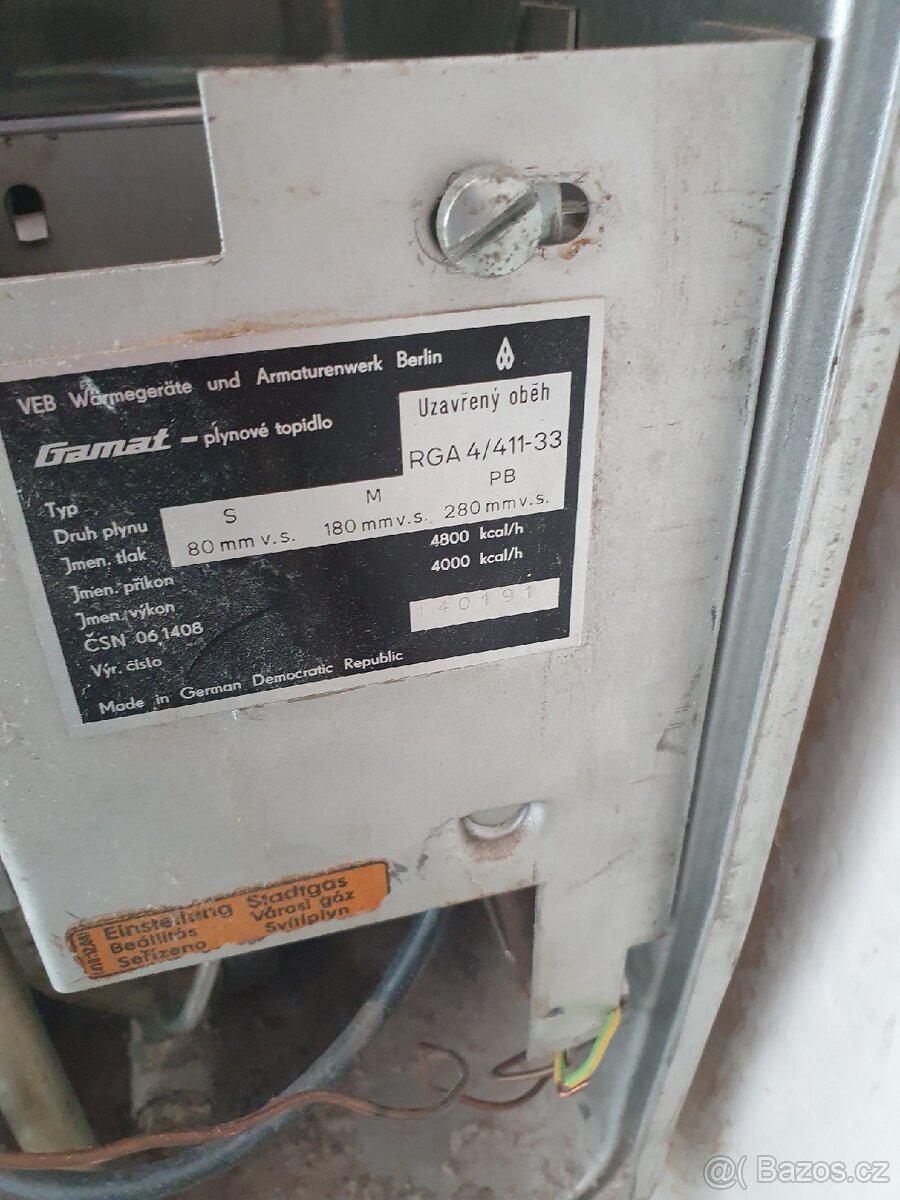 VEB Wärmegeräte und Armaturenwerk Berlin
Gamat – plynové topidlo
Uzavřený oběh
Typ RGA 4/411-33
Druh plynu S M PB
Jmen. tlak 80 mm v.s. 180 mm v.s. 280 mm v.s.
Jmen. příkon 4800 kcal/h
Jmen. výkon 4000 kcal/h
ČSN 06 1408
Výr. číslo 140191
Made in German Democratic Republic
Einstellung Stadtgas
Beállítás Városi gáz
Seřízeno Svítiplyn
@( Bazos.cz